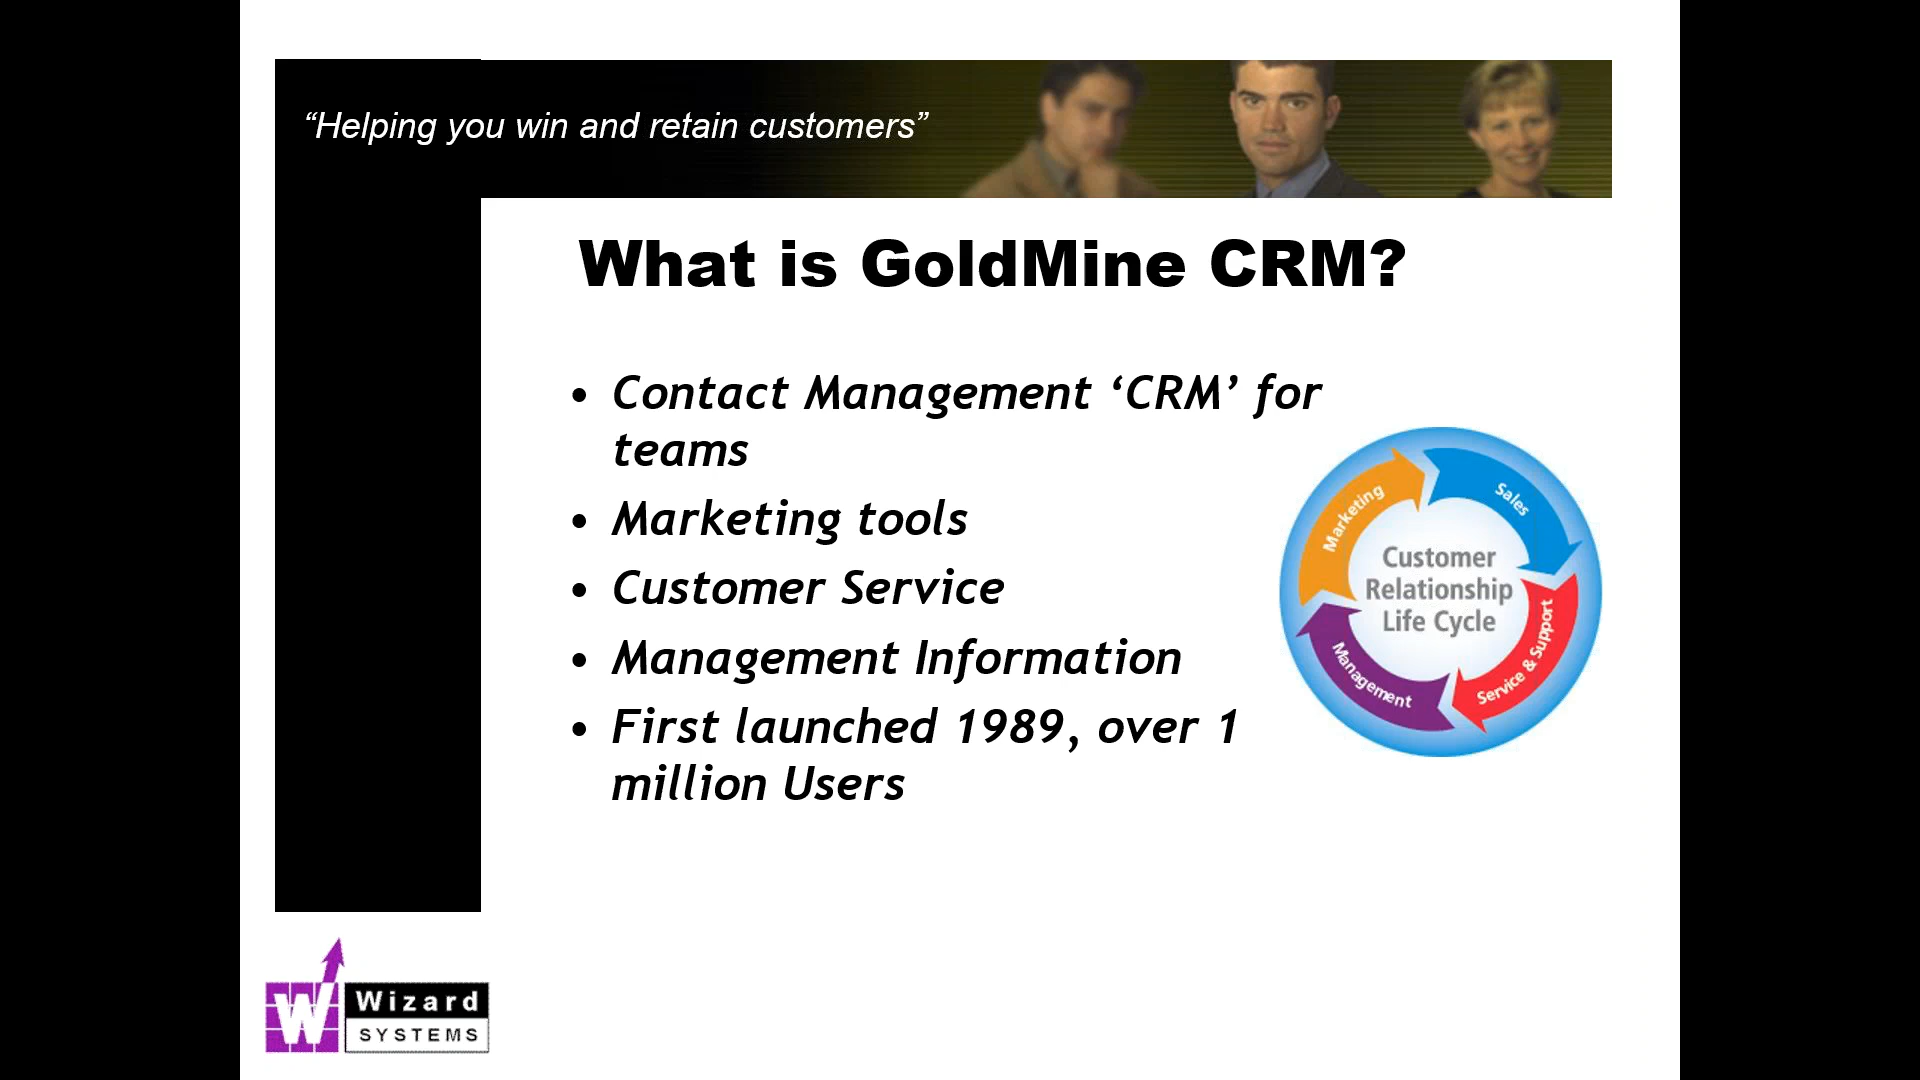 “Helping you win and retain customers”
What is GoldMine CRM?
• Contact Management ‘CRM’ for
teams
• Marketing tools
• Customer Service
• Management Information
• First launched 1989, over 1
million Users
Marketing
Sales
Customer
Relationship
Life Cycle
Service & Support
Management
W
Wizard
SYSTEMS